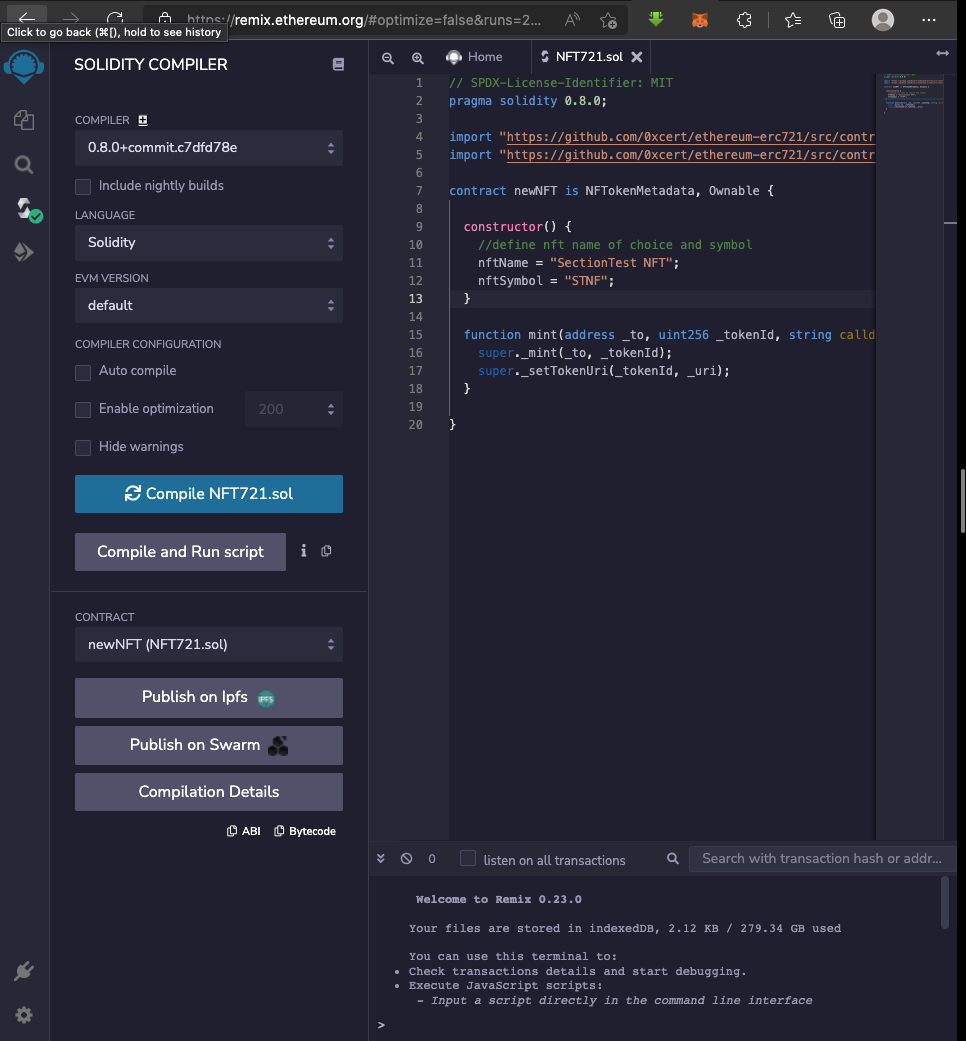 https://remix.ethereum.org/#optimize=false&runs=2...
Click to go back (⌘[), hold to see history
SOLIDITY COMPILER
COMPILER
0.8.0+commit.c7dfd78e
Include nightly builds
LANGUAGE
Solidity
EVM VERSION
default
COMPILER CONFIGURATION
Auto compile
Enable optimization
200
Hide warnings
Compile NFT721.sol
Compile and Run script
CONTRACT
newNFT (NFT721.sol)
Publish on Ipfs
IPFS
Publish on Swarm
Compilation Details
ABI
Bytecode
Home
NFT721.sol
1 // SPDX-License-Identifier: MIT
2 pragma solidity 0.8.0;
3
4 import "https://github.com/0xcert/ethereum-erc721/src/contr
5 import "https://github.com/0xcert/ethereum-erc721/src/contr
6
7 contract newNFT is NFTokenMetadata, Ownable {
8
9 constructor() {
10 //define nft name of choice and symbol
11 nftName = "SectionTest NFT";
12 nftSymbol = "STNF";
13 }
14
15 function mint(address _to, uint256 _tokenId, string calld
16 super._mint(_to, _tokenId);
17 super._setTokenUri(_tokenId, _uri);
18 }
19
20 }
0
listen on all transactions
Search with transaction hash or addr...
Welcome to Remix 0.23.0
Your files are stored in indexedDB, 2.12 KB / 279.34 GB used
You can use this terminal to:
• Check transactions details and start debugging.
• Execute JavaScript scripts:
- Input a script directly in the command line interface
>